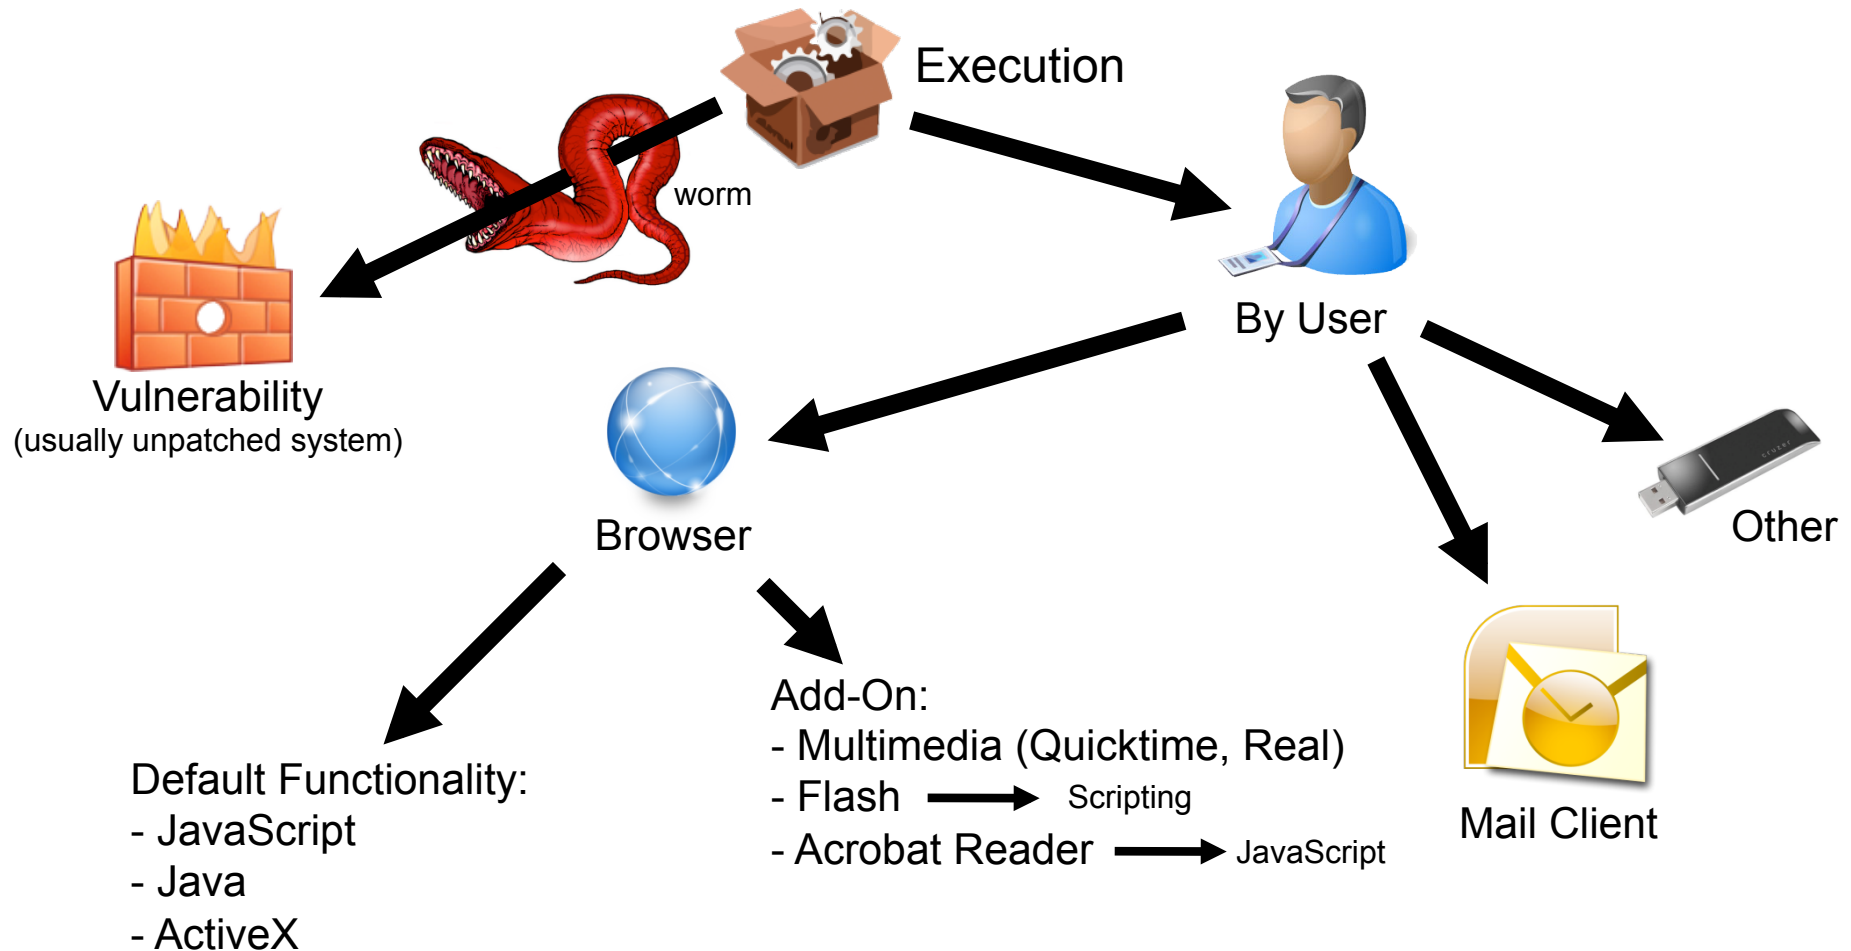 Execution
worm
By User
Vulnerability
(usually unpatched system)
Browser
cruzer
Other
Add-On:
- Multimedia (Quicktime, Real)
- Flash
Scripting
- Acrobat Reader
JavaScript
Mail Client
Default Functionality:
- JavaScript
- Java
- ActiveX